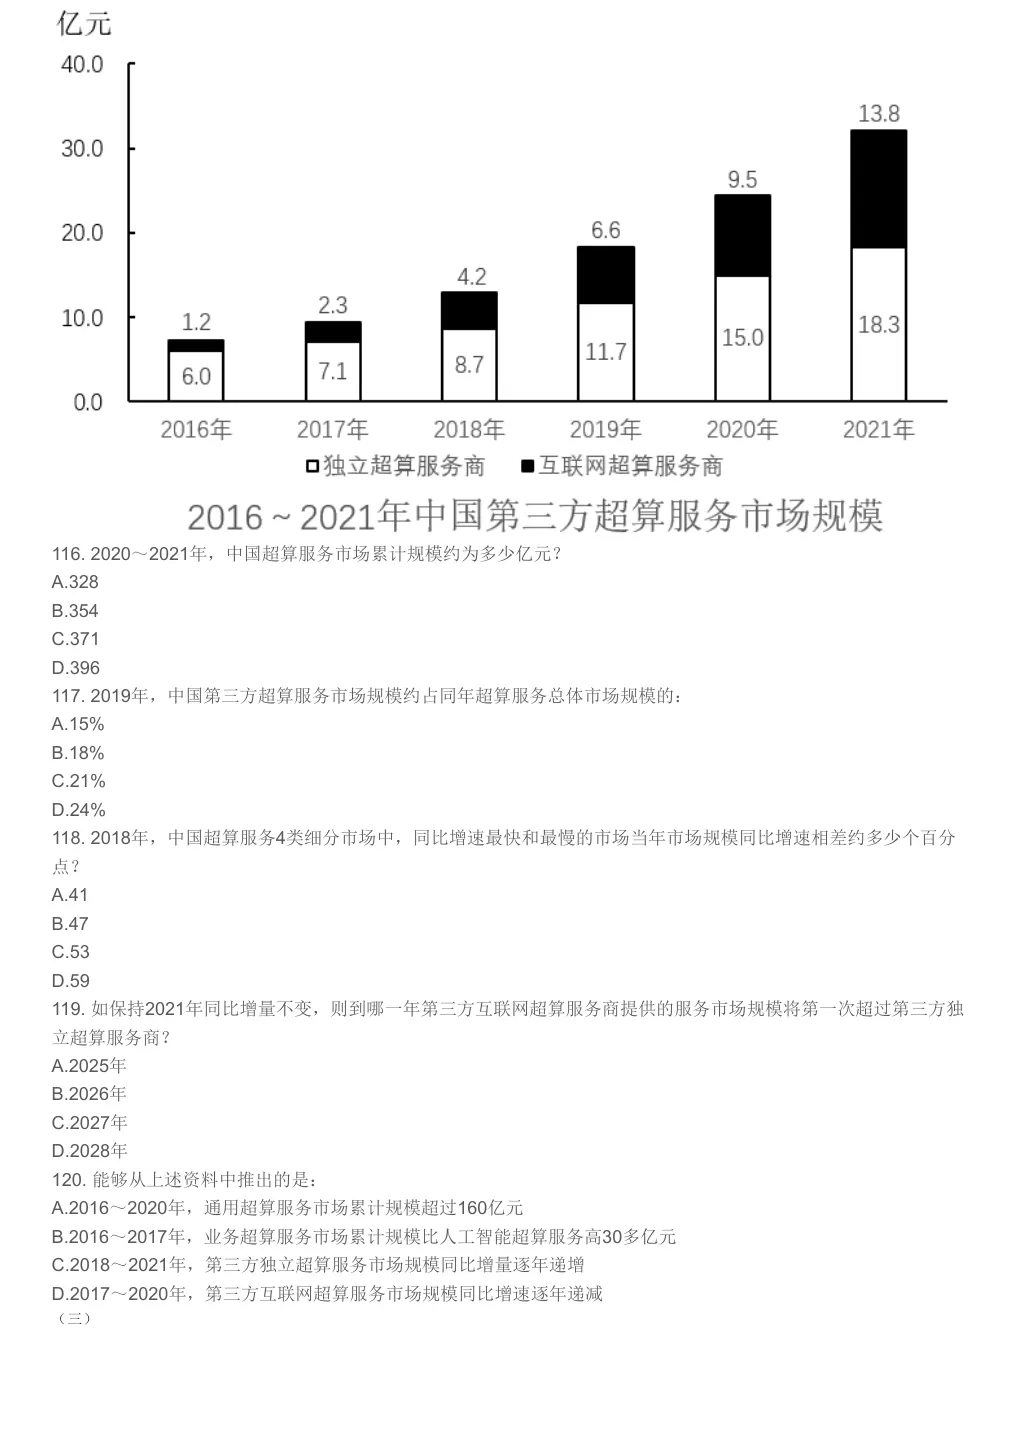 亿元
40.0
30.0
20.0
10.0
0.0
1.2
6.0
2.3
7.1
4.2
8.7
6.6
11.7
9.5
15.0
13.8
18.3
2016年 2017年 2018年 2019年 2020年 2021年
独立超算服务商 互联网超算服务商
2016～2021年中国第三方超算服务市场规模
116. 2020～2021年，中国超算服务市场累计规模约为多少亿元？
A.328
B.354
C.371
D.396
117. 2019年，中国第三方超算服务市场规模约占同年超算服务总体市场规模的：
A.15%
B.18%
C.21%
D.24%
118. 2018年，中国超算服务4类细分市场中，同比增速最快和最慢的市场当年市场规模同比增速相差约多少个百分
点？
A.41
B.47
C.53
D.59
119. 如保持2021年同比增量不变，则到哪一年第三方互联网超算服务商提供的服务市场规模将第一次超过第三方独
立超算服务商？
A.2025年
B.2026年
C.2027年
D.2028年
120. 能够从上述资料中推出的是：
A.2016～2020年，通用超算服务市场累计规模超过160亿元
B.2016～2017年，业务超算服务市场累计规模比人工智能超算服务高30多亿元
C.2018～2021年，第三方独立超算服务市场规模同比增量逐年递增
D.2017～2020年，第三方互联网超算服务市场规模同比增速逐年递减
（三）